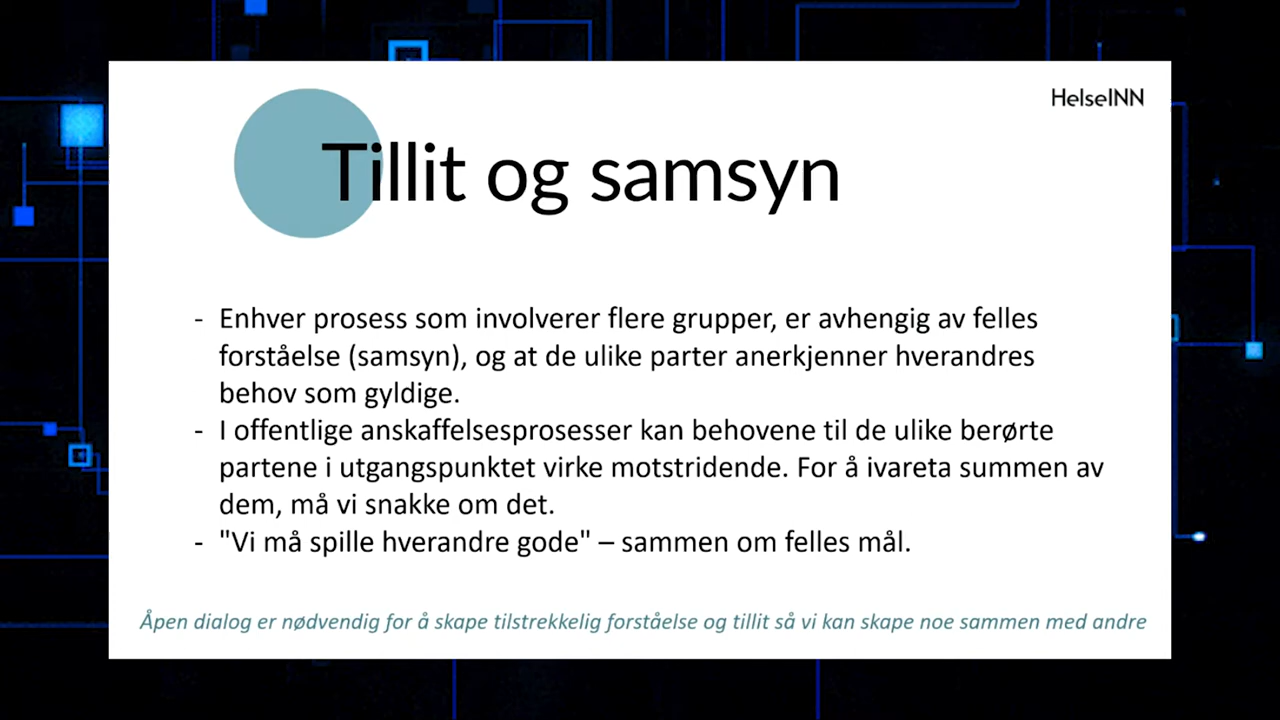 HelseINN
Tillit og samsyn
- Enhver prosess som involverer flere grupper, er avhengig av felles
forståelse (samsyn), og at de ulike parter anerkjenner hverandres
behov som gyldige.
- I offentlige anskaffelsesprosesser kan behovene til de ulike berørte
partene i utgangspunktet virke motstridende. For å ivareta summen av
dem, må vi snakke om det.
- "Vi må spille hverandre gode" – sammen om felles mål.
Åpen dialog er nødvendig for å skape tilstrekkelig forståelse og tillit så vi kan skape noe sammen med andre